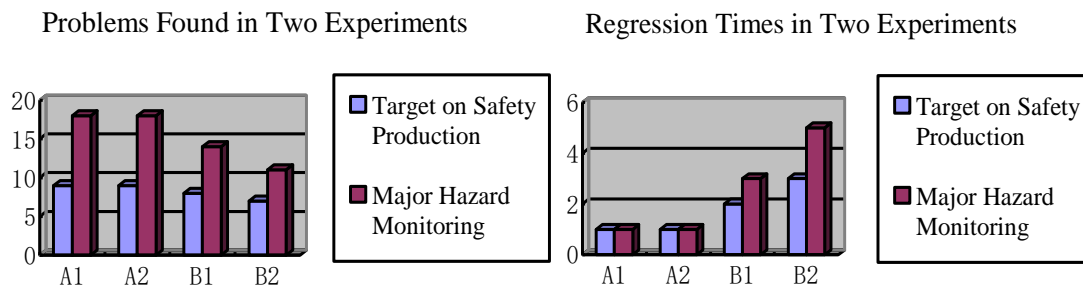 Problems Found in Two Experiments
20
15
10
5
0
A1 A2 B1 B2
Target on Safety
Production
Major Hazard
Monitoring
Regression Times in Two Experiments
6
4
2
0
A1 A2 B1 B2
Target on Safety
Production
Major Hazard
Monitoring